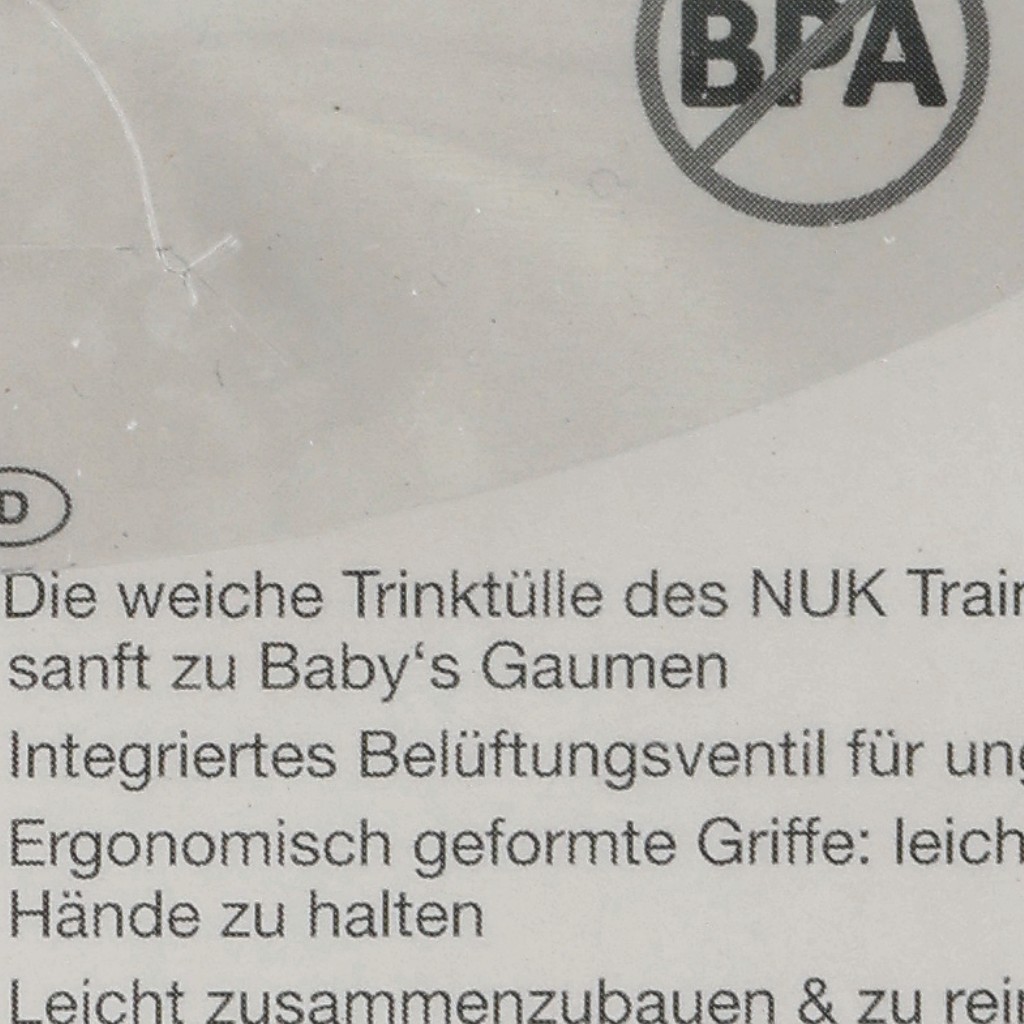 BPA
D
Die weiche Trinktülle des NUK
sanft zu Baby‘s Gaumen
Integriertes Belüftungsventil für
Ergonomisch geformte Griffe:
Hände zu halten
Leicht zusammenzubauen & zu